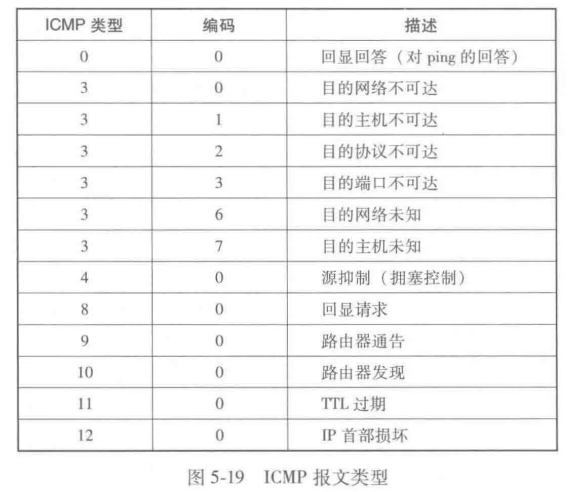 ICMP 类型 编码 描述
0 0 回显回答（对 ping 的回答）
3 0 目的网络不可达
3 1 目的主机不可达
3 2 目的协议不可达
3 3 目的端口不可达
3 6 目的网络未知
3 7 目的主机未知
4 0 源抑制（拥塞控制）
8 0 回显请求
9 0 路由器通告
10 0 路由器发现
11 0 TTL 过期
12 0 IP 首部损坏
图 5-19 ICMP 报文类型